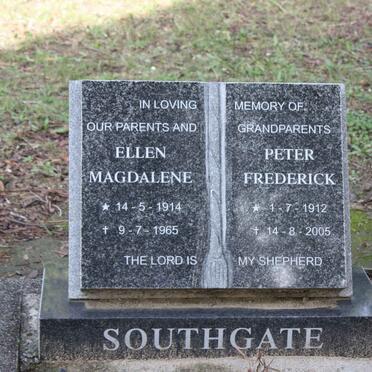 IN LOVING MEMORY OF
OUR PARENTS AND GRANDPARENTS
ELLEN
MAGDALENE
★ 14-5-1914
✝ 9-7-1965
PETER
FREDERICK
★ 1-7-1912
✝ 14-8-2005
THE LORD IS MY SHEPHERD
SOUTHGATE